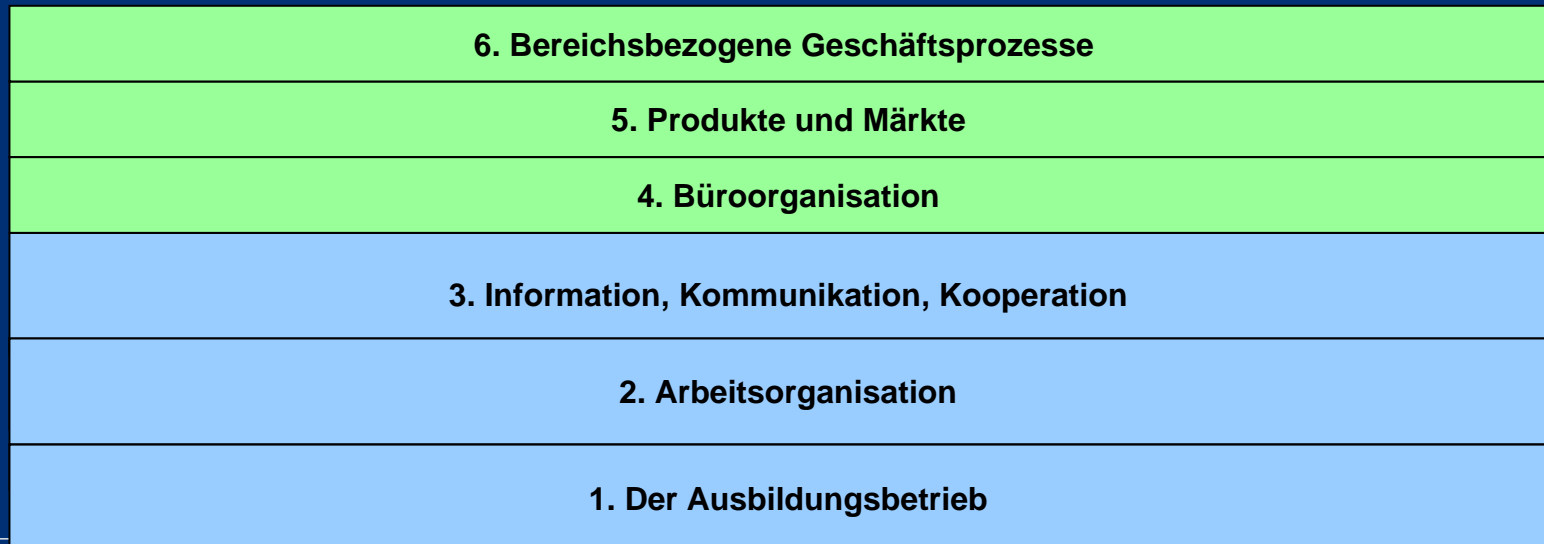 6. Bereichsbezogene Geschäftsprozesse
5. Produkte und Märkte
4. Büroorganisation
3. Information, Kommunikation, Kooperation
2. Arbeitsorganisation
1. Der Ausbildungsbetrieb